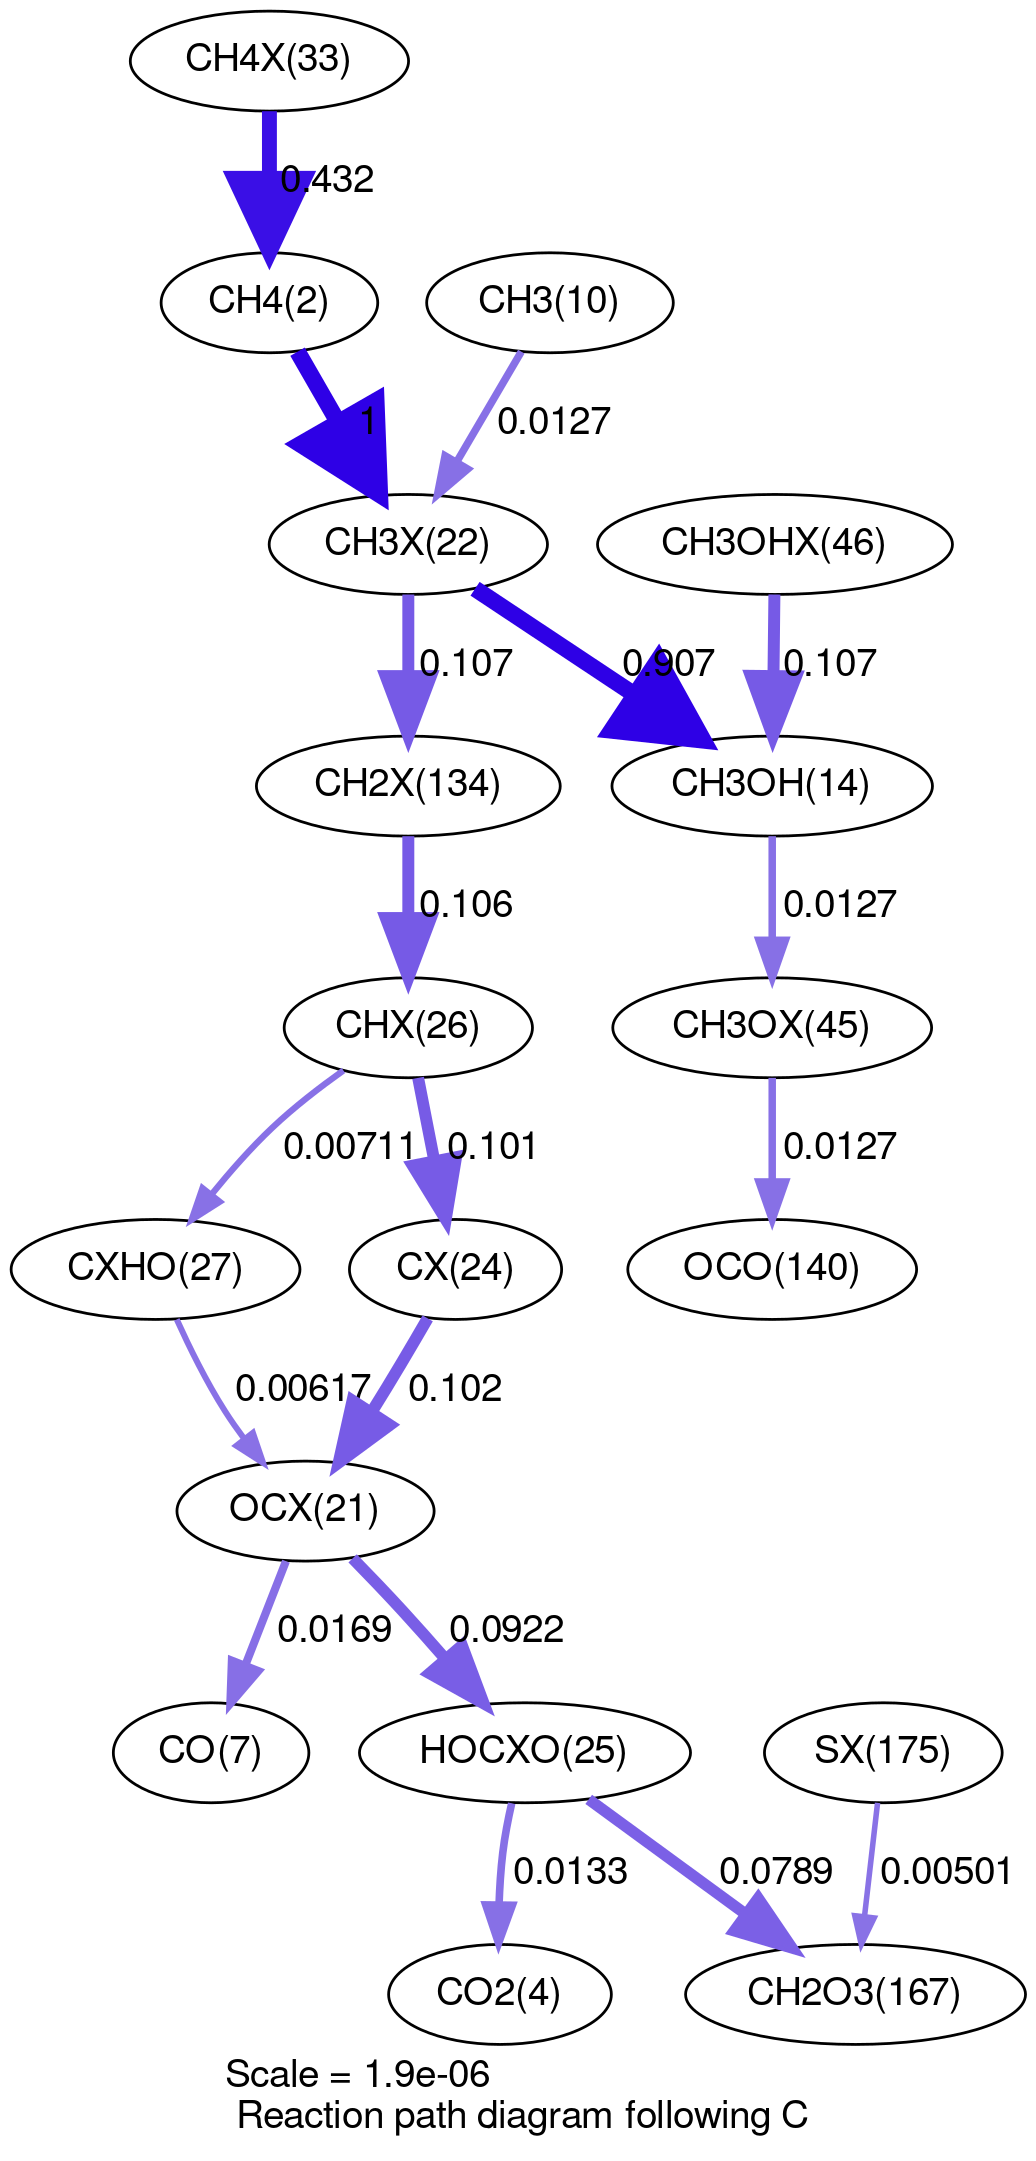 CH4X(33)
0.432
CH4(2)
CH3(10)
1
0.0127
CH3X(22)
CH3OHX(46)
0.107
0.907
0.107
CH2X(134)
CH3OH(14)
0.106
0.0127
CHX(26)
CH3OX(45)
0.00711
0.101
0.0127
CXHO(27)
CX(24)
OCO(140)
0.00617
0.102
OCX(21)
0.0169
0.0922
CO(7)
HOCXO(25)
SX(175)
0.0133
0.0789
0.00501
CO2(4)
CH2O3(167)
Scale = 1.9e-06
Reaction path diagram following C